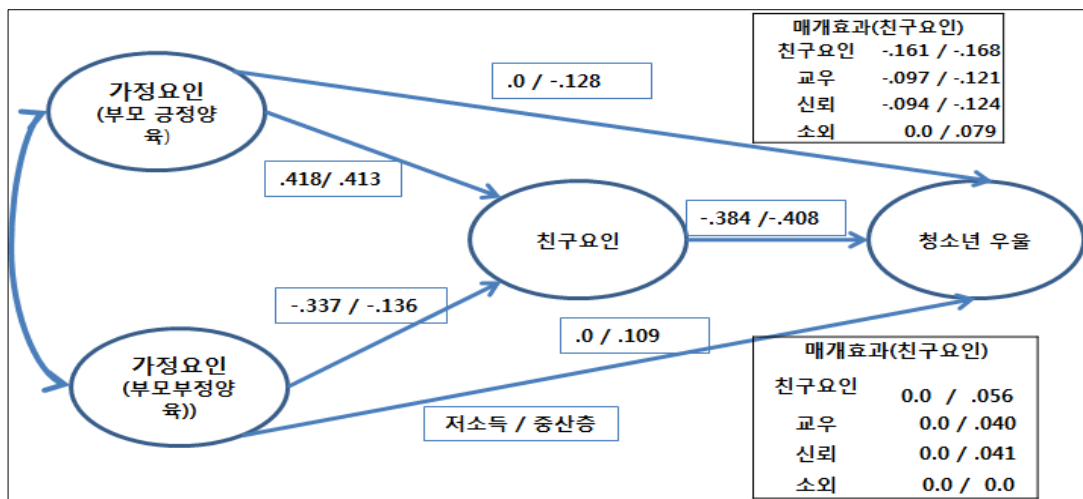 매개효과(친구요인)
친구요인 -.161 / -.168
교우 -.097 / -.121
신뢰 -.094 / -.124
소외 0.0 / .079
가정요인
(부모 긍정양
육)
.0 / -.128
.418/ .413
친구요인
-.384 /-.408
청소년 우울
-.337 / -.136
.0 / .109
가정요인
(부모부정양
육))
저소득 / 중산층
매개효과(친구요인)
친구요인 0.0 / .056
교우 0.0 / .040
신뢰 0.0 / .041
소외 0.0 / 0.0